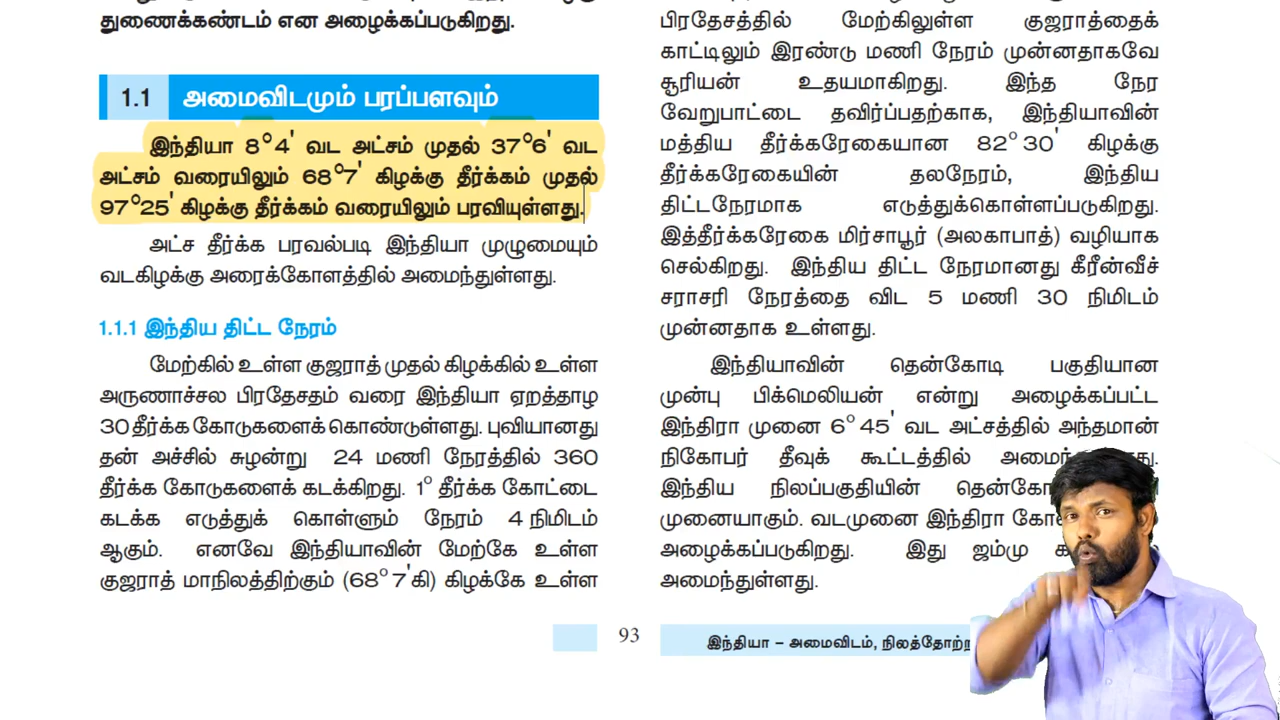 துணைக்கண்டம் என அழைக்கப்படுகிறது.
1.1 அமைவிடமும் பரப்பளவும்
இந்தியா 8°4' வட அட்சம் முதல் 37°6' வட
அட்சம் வரையிலும் 68°7' கிழக்கு தீர்க்கம் முதல்
97°25' கிழக்கு தீர்க்கம் வரையிலும் பரவியுள்ளது.
அட்ச தீர்க்க பரவல்படி இந்தியா முழுமையும்
வடகிழக்கு அரைக்கோளத்தில் அமைந்துள்ளது.
1.1.1 இந்திய திட்ட நேரம்
மேற்கில் உள்ள குஜராத் முதல் கிழக்கில் உள்ள
அருணாச்சல பிரதேசதம் வரை இந்தியா ஏறத்தாழ
30 தீர்க்க கோடுகளைக் கொண்டுள்ளது. புவியானது
தன் அச்சில் சுழன்று 24 மணி நேரத்தில் 360
தீர்க்க கோடுகளைக் கடக்கிறது. 1° தீர்க்க கோட்டை
கடக்க எடுத்துக் கொள்ளும் நேரம் 4 நிமிடம்
ஆகும். எனவே இந்தியாவின் மேற்கே உள்ள
குஜராத் மாநிலத்திற்கும் (68° 7'கி) கிழக்கே உள்ள
பிரதேசத்தில் மேற்கிலுள்ள குஜராத்தைக்
காட்டிலும் இரண்டு மணி நேரம் முன்னதாகவே
சூரியன் உதயமாகிறது. இந்த நேர
வேறுபாட்டை தவிர்ப்பதற்காக, இந்தியாவின்
மத்திய தீர்க்கரேகையான 82° 30' கிழக்கு
தீர்க்கரேகையின் தலநேரம், இந்திய
திட்டநேரமாக எடுத்துக்கொள்ளப்படுகிறது.
இத்தீர்க்கரேகை மிர்சாபூர் (அலகாபாத்) வழியாக
செல்கிறது. இந்திய திட்ட நேரமானது கீரீன்வீச்
சராசரி நேரத்தை விட 5 மணி 30 நிமிடம்
முன்னதாக உள்ளது.
இந்தியாவின் தென்கோடி பகுதியான
முன்பு பிக்மெலியன் என்று அழைக்கப்பட்ட
இந்திரா முனை 6° 45' வட அட்சத்தில் அந்தமான்
நிகோபர் தீவுக் கூட்டத்தில்
இந்திய நிலப்பகுதியின்
முனையாகும். வடமுனை இந்திரா
அழைக்கப்படுகிறது. இது ஜம்மு
அமைந்துள்ளது.
93
இந்தியா – அமைவிடம்,